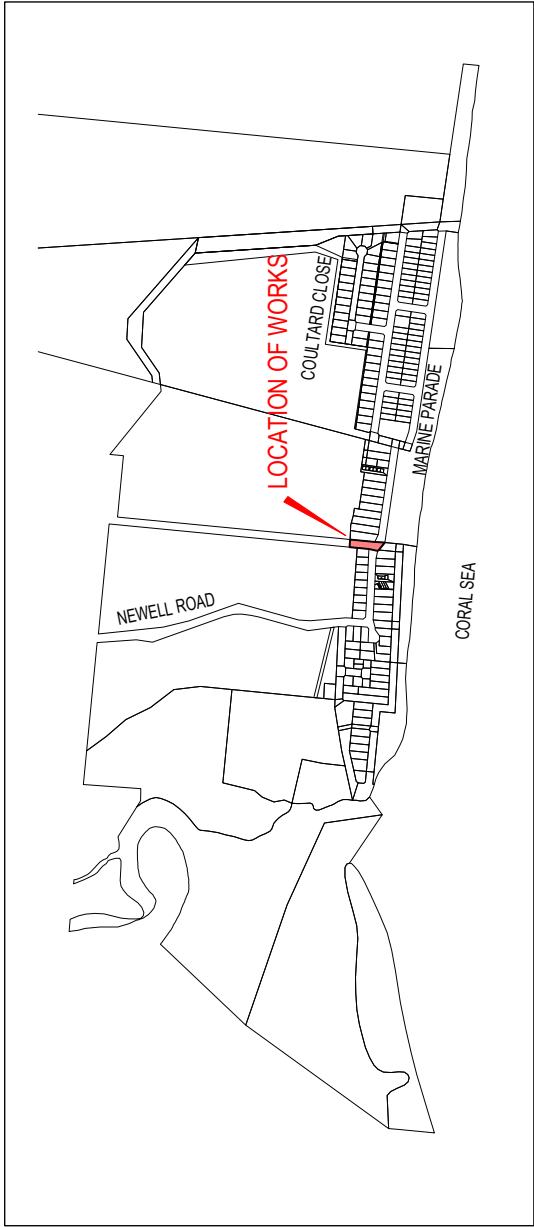 LOCATION OF WORKS
COULTARD CLOSE
MARINE PARADE
NEWELL ROAD
CORAL SEA